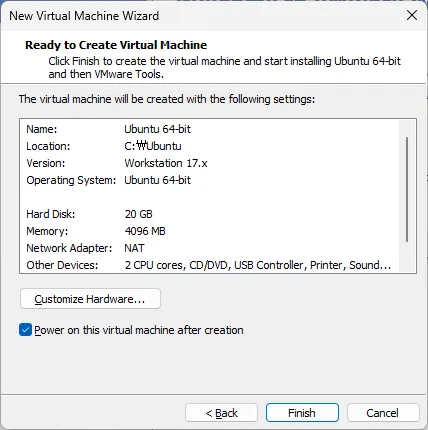 New Virtual Machine Wizard
Ready to Create Virtual Machine
Click Finish to create the virtual machine and start installing Ubuntu 64-bit
and then VMware Tools.
The virtual machine will be created with the following settings:
Name: Ubuntu 64-bit
Location: C:₩Ubuntu
Version: Workstation 17.x
Operating System: Ubuntu 64-bit
Hard Disk: 20 GB
Memory: 4096 MB
Network Adapter: NAT
Other Devices: 2 CPU cores, CD/DVD, USB Controller, Printer, Sound...
Customize Hardware...
Power on this virtual machine after creation
< Back
Finish
Cancel